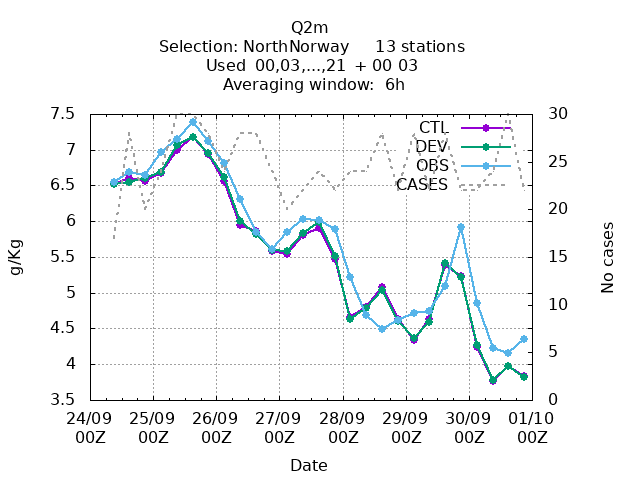 Q2m
Selection: NorthNorway 13 stations
Used 00,03,...,21 + 00 03
Averaging window: 6h
7.5
7
6.5
6
5.5
5
4.5
4
3.5
g/Kg
30
25
20
15
10
5
0
No cases
CTL
DEV
OBS
CASES
24/09 25/09 26/09 27/09 28/09 29/09 30/09 01/10
00Z 00Z 00Z 00Z 00Z 00Z 00Z 00Z
Date